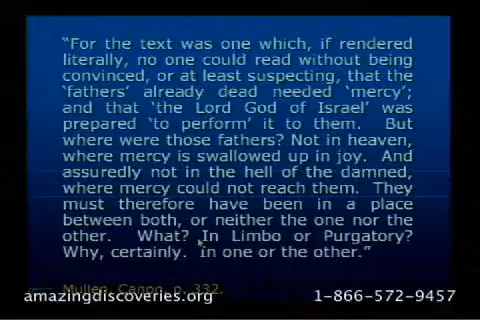 “For the text was one which, if rendered
literally, no one could read without being
convinced, or at least suspecting, that the
‘fathers’ already dead needed ‘mercy’;
and that ‘the Lord God of Israel’ was
prepared ‘to perform’ it to them. But
where were those fathers? Not in heaven,
where mercy is swallowed up in joy. And
assuredly not in the hell of the damned,
where mercy could not reach them. They
must therefore have been in a place
between both, or neither the one nor the
other. What? In Limbo or Purgatory?
Why, certainly. In one or the other.”
Mullen, Canon, p. 332.
amazingdiscoveries.org 1-866-572-9457